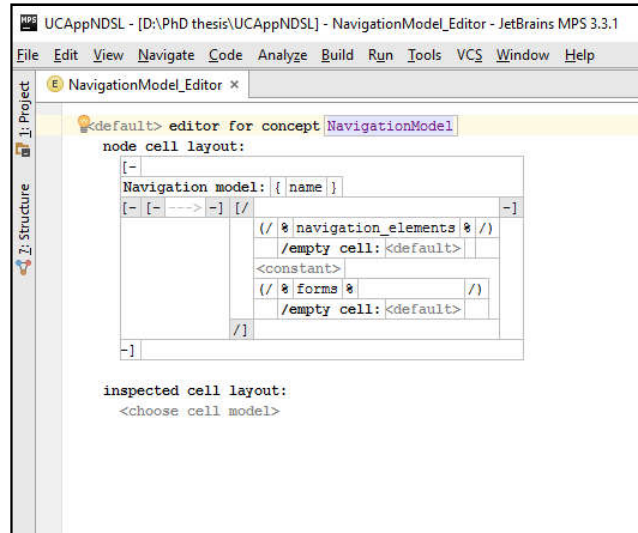 MPS UCAppNDSL - [D:\PhD thesis\UCAppNDSL] - NavigationModel_Editor - JetBrains MPS 3.3.1
File Edit View Navigate Code Analyze Build Run Tools VCS Window Help
1: Project
7: Structure
E NavigationModel_Editor ×
<default> editor for concept NavigationModel
node cell layout:
[-
Navigation model: { name }
[- [- ---> -] [/ -]
(/ % navigation_elements % /)
/empty cell: <default>
<constant>
(/ % forms % /)
/empty cell: <default>
/]
-]
inspected cell layout:
<choose cell model>